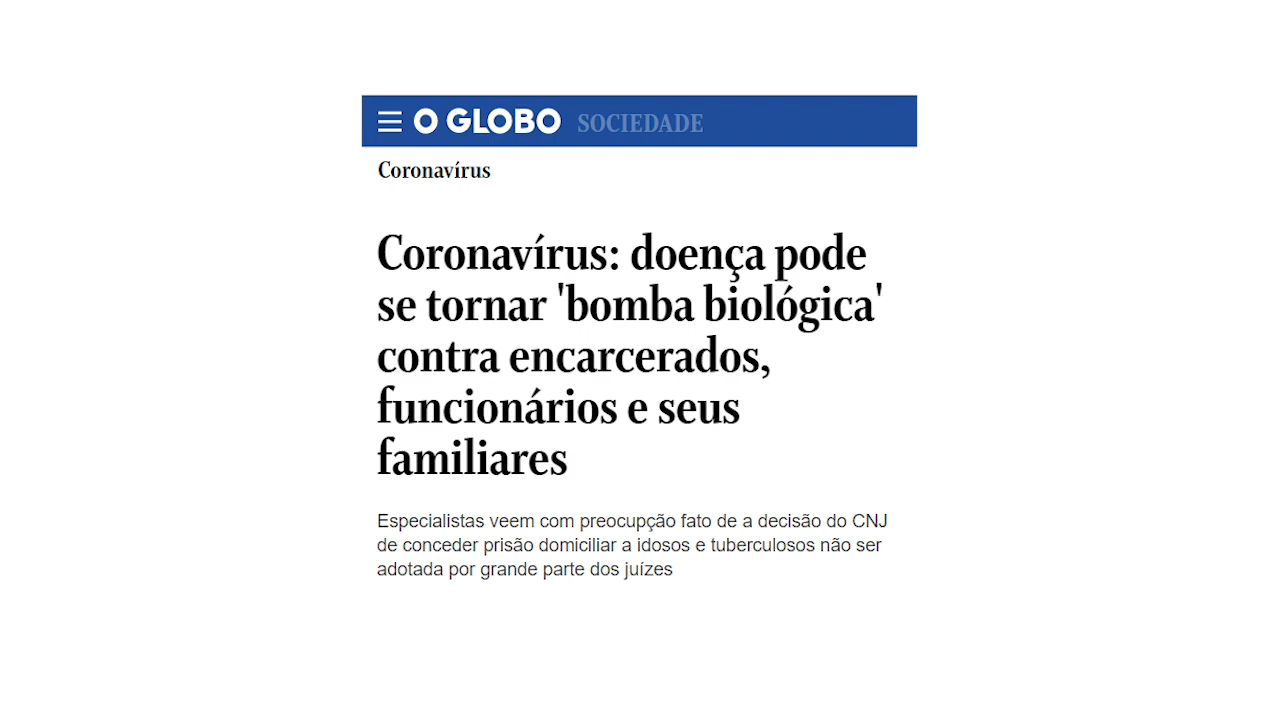 O GLOBO SOCIEDADE
Coronavírus
Coronavírus: doença pode
se tornar 'bomba biológica'
contra encarcerados,
funcionários e seus
familiares
Especialistas veem com preocupção fato de a decisão do CNJ
de conceder prisão domiciliar a idosos e tuberculosos não ser
adotada por grande parte dos juízes